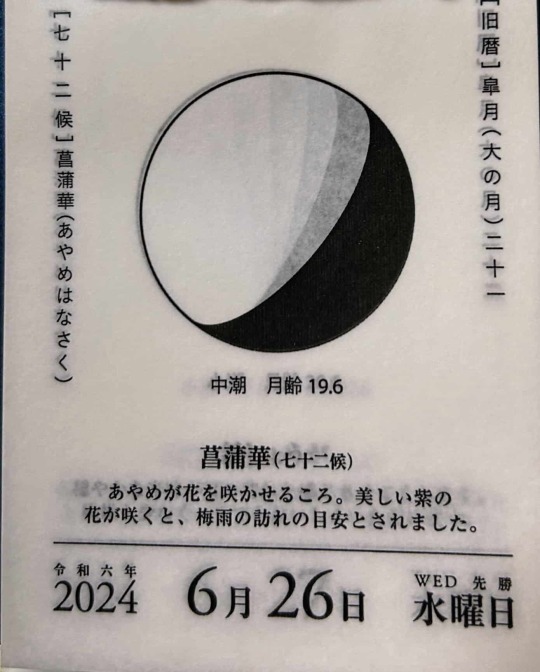 [旧暦]皐月(大の月)二十一
[七十二候]菖蒲華(あやめはなさく)
中潮　月齢 19.6
菖蒲華(七十二候)
あやめが花を咲かせるころ。美しい紫の
花が咲くと、梅雨の訪れの目安とされました。
令和六年
2024 6月26日
WED 先勝
水曜日